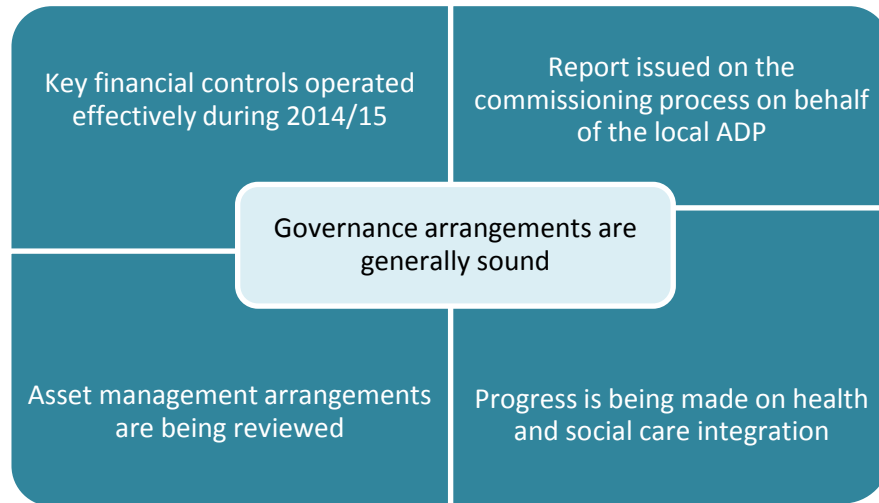 Key financial controls operated
effectively during 2014/15
Report issued on the
commissioning process on behalf
of the local ADP
Governance arrangements are
generally sound
Asset management arrangements
are being reviewed
Progress is being made on health
and social care integration